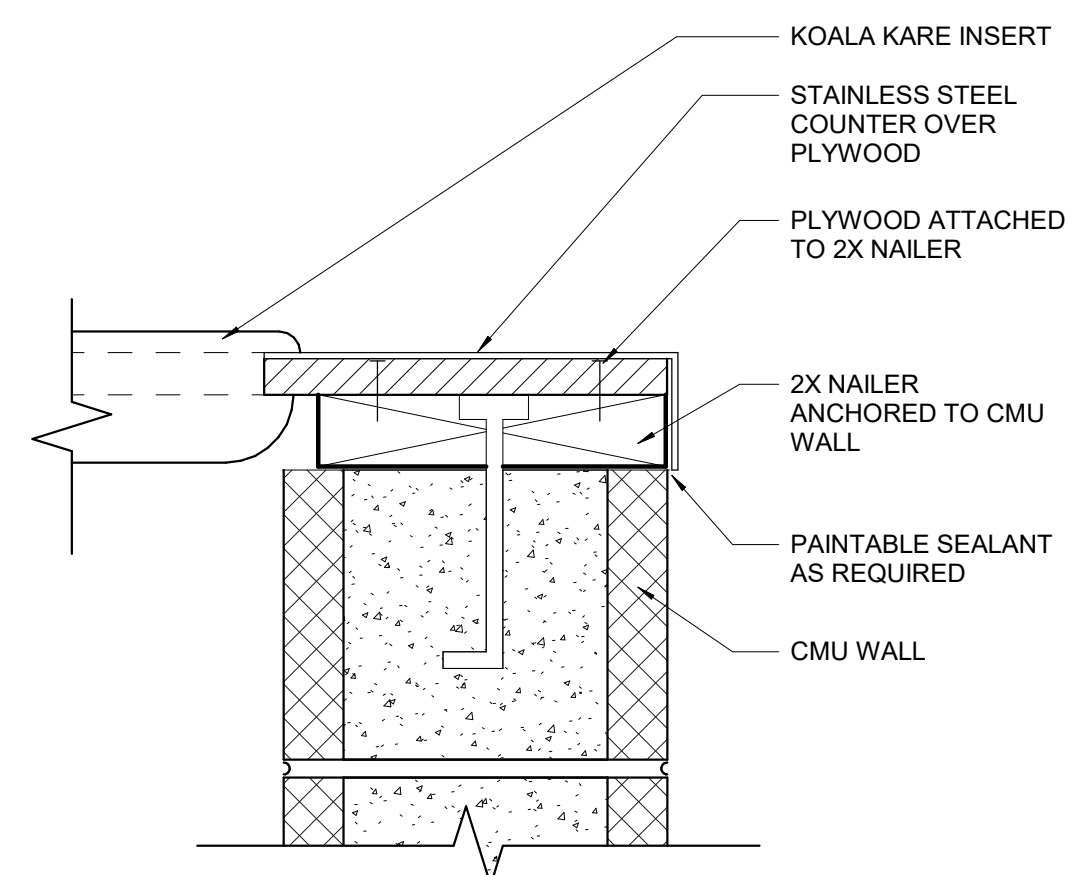 KOALA KARE INSERT
STAINLESS STEEL
COUNTER OVER
PLYWOOD
PLYWOOD ATTACHED
TO 2X NAILER
2X NAILER
ANCHORED TO CMU
WALL
PAINTABLE SEALANT
AS REQUIRED
CMU WALL